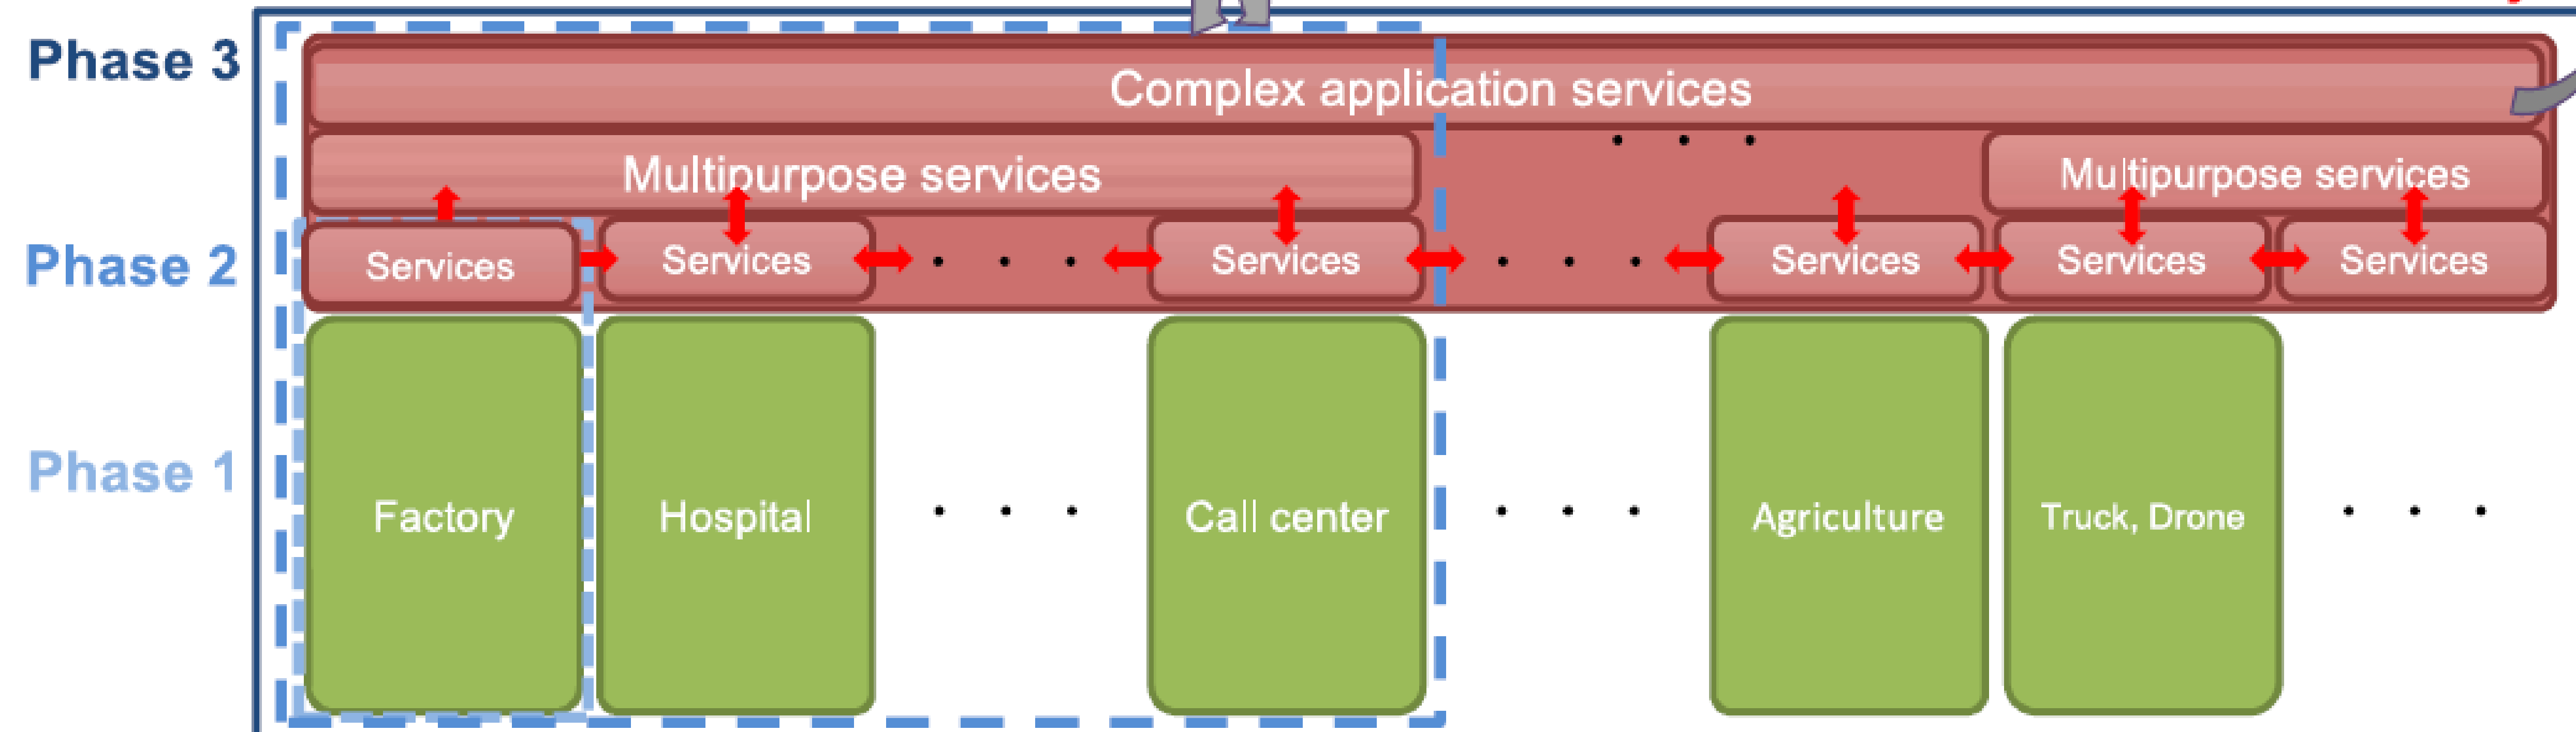 Phase 3
Complex application services
Multipurpose services
. . .
Multipurpose services
Phase 2
Services
Services
. . .
Services
. . .
Services
Services
Services
Phase 1
Factory
Hospital
. . .
Call center
. . .
Agriculture
Truck, Drone
. . .